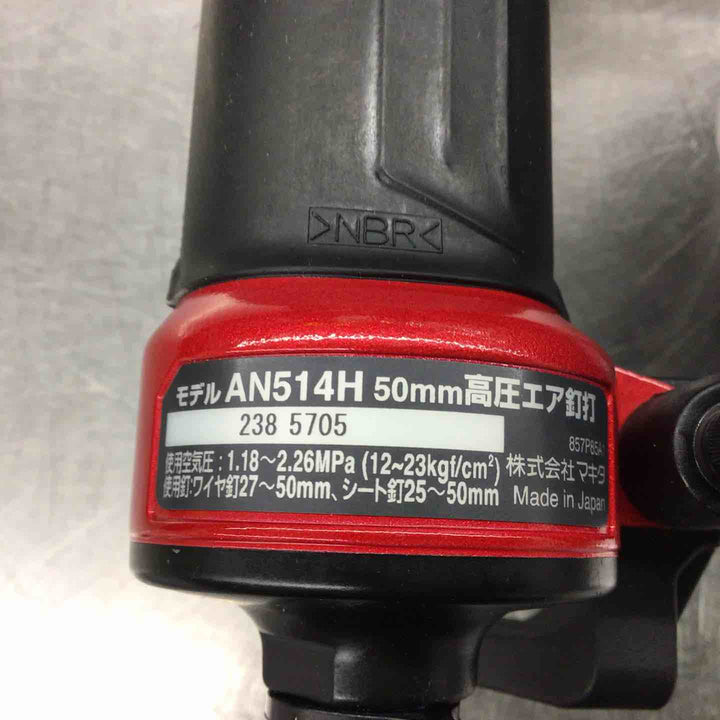 >NBR<
モデル AN514H 50mm高圧エア釘打
238 5705
857P65A1
使用空気圧 : 1.18～2.26MPa (12~23kgf/cm²) 株式会社マキタ
使用釘:ワイヤ釘27～50mm、シート釘25～50mm Made in Japan